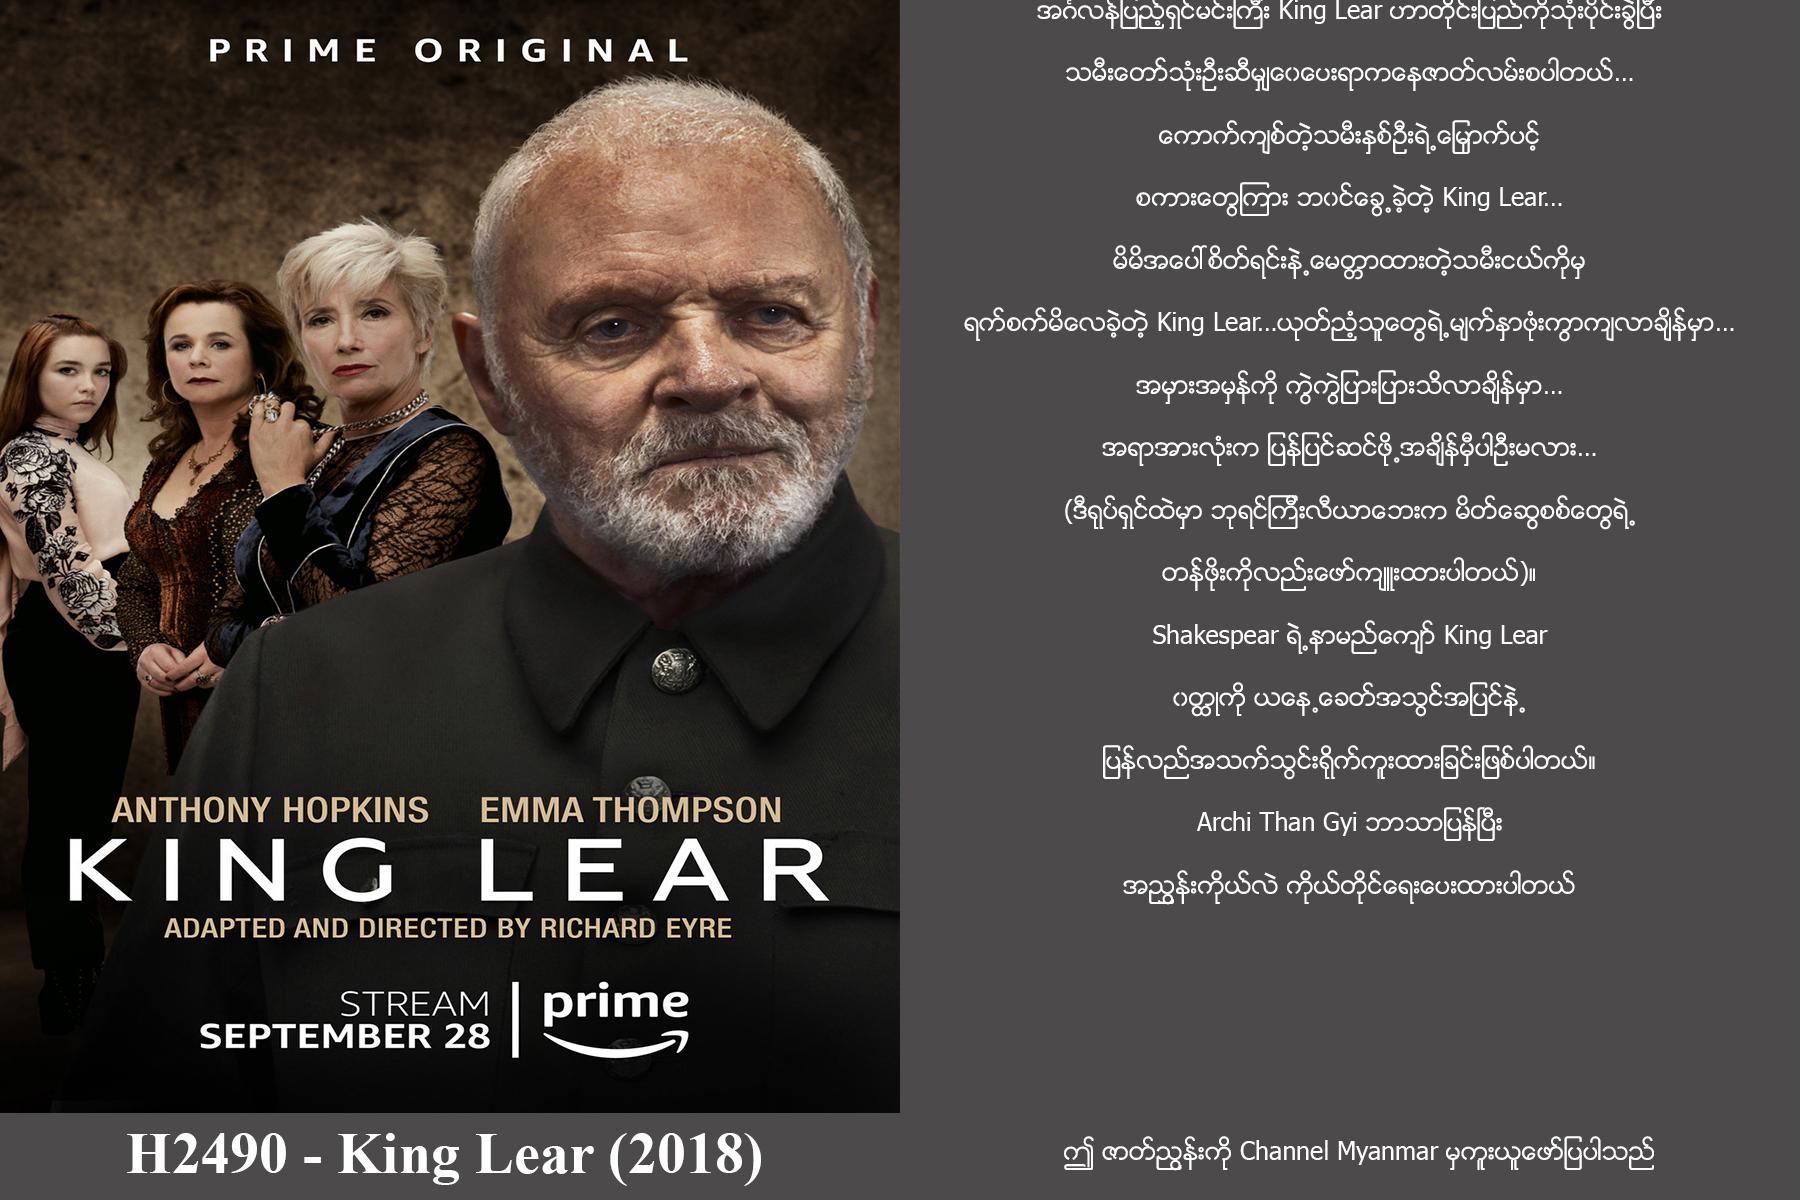 PRIME ORIGINAL
ANTHONY HOPKINS EMMA THOMPSON
KING LEAR
ADAPTED AND DIRECTED BY RICHARD EYRE
STREAM
SEPTEMBER 28
prime
H2490 - King Lear (2018)
အင်္ဂလန်ပြည့်ရှင်မင်းကြီး King Lear ဟာတိုင်းပြည်ကိုသုံးပိုင်းခွဲပြီး
သမီးတော်သုံးဦးဆီမျှဝေပေးရာကနေဇာတ်လမ်းစပါတယ်...
ကောက်ကျစ်တဲ့သမီးနှစ်ဦးရဲ့မြှောက်ပင့်
စကားတွေကြား ဘဝင်ခွေ့ခဲ့တဲ့ King Lear...
မိမိအပေါ်စိတ်ရင်းနဲ့မေတ္တာထားတဲ့သမီးငယ်ကိုမှ
ရက်စက်မိလေခဲ့တဲ့ King Lear...ယုတ်ညံ့သူတွေရဲ့မျက်နှာဖုံးကွာကျလာချိန်မှာ...
အမှားအမှန်ကို ကွဲကွဲပြားပြားသိလာချိန်မှာ...
အရာအားလုံးက ပြန်ပြင်ဆင်ဖို့အချိန်မှီပါဦးမလား...
(ဒီရုပ်ရှင်ထဲမှာ ဘုရင်ကြီးလီယာဘေးက မိတ်ဆွေစစ်တွေရဲ့
တန်ဖိုးကိုလည်းဖော်ကျူးထားပါတယ်)။
Shakespear ရဲ့နာမည်ကျော် King Lear
ဝတ္ထုကို ယနေ့ခေတ်အသွင်အပြင်နဲ့
ပြန်လည်အသက်သွင်းရိုက်ကူးထားခြင်းဖြစ်ပါတယ်။
Archi Than Gyi ဘာသာပြန်ပြီး
အညွှန်းကိုယ်လဲ ကိုယ်တိုင်ရေးပေးထားပါတယ်
ဤ ဇာတ်ညွှန်းကို Channel Myanmar မှကူးယူဖော်ပြပါသည်